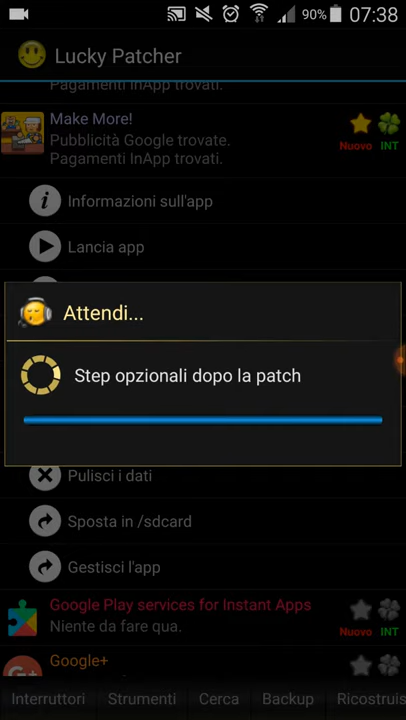 90% 07:38
Lucky Patcher
Pagamenti InApp trovati.
Make More!
Pubblicità Google trovate.
Pagamenti InApp trovati.
Nuovo INT
Informazioni sull'app
Lancia app
Attendi...
Step opzionali dopo la patch
Pulisci i dati
Sposta in /sdcard
Gestisci l'app
Google Play services for Instant Apps
Niente da fare qua.
Nuovo INT
Google+
Interruttori Strumenti Cerca Backup Ricostruis